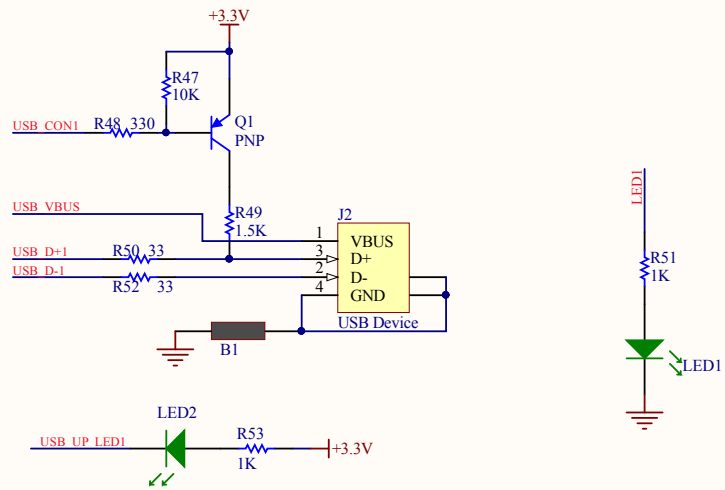 +3.3V
R47
10K
USB_CON1
R48
330
Q1
PNP
USB_VBUS
R49
1.5K
J2
1
VBUS
USB_D+1
R50
33
3
D+
USB_D-1
R52
33
2
D-
4
GND
USB Device
B1
LED1
R51
1K
LED1
LED2
USB_UP_LED1
R53
1K
+3.3V